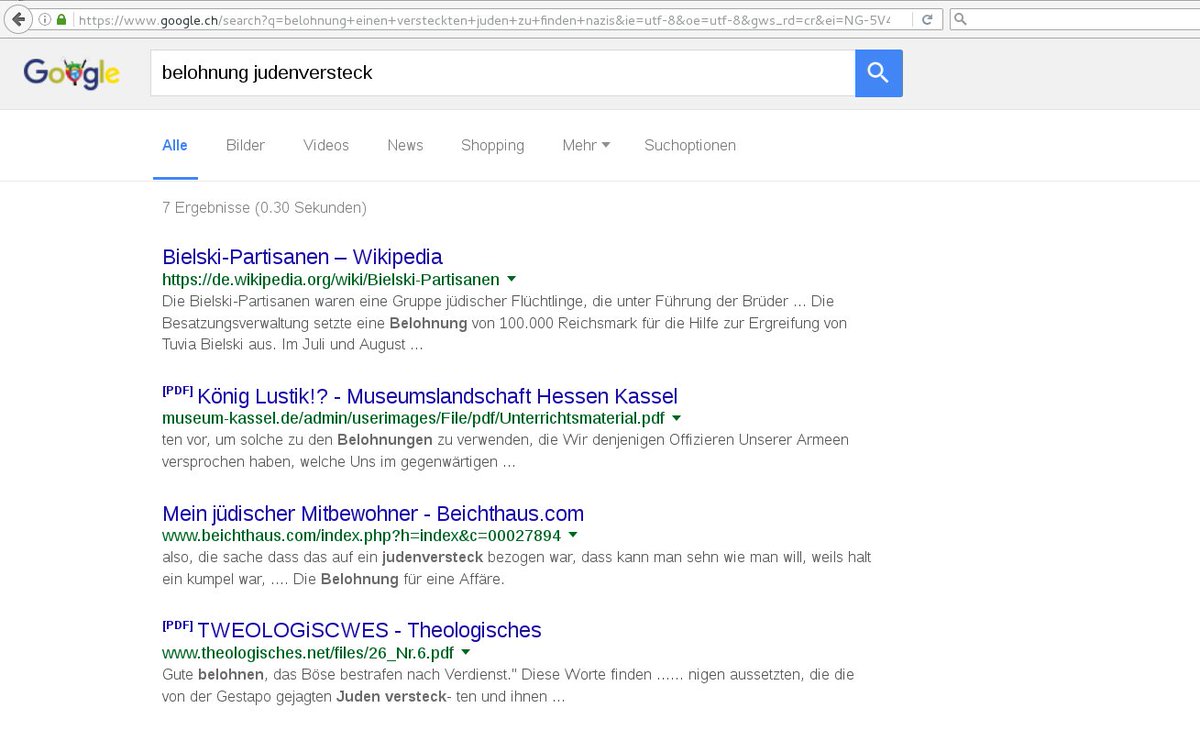 https://www.google.ch/search?q=belohnung+einen+versteckten+juden+zu+finden+nazis&ie=utf-8&oe=utf-8&gws_rd=cr&ei=NG-5V4
Google
belohnung judenversteck
Alle Bilder Videos News Shopping Mehr Suchoptionen
7 Ergebnisse (0.30 Sekunden)
Bielski-Partisanen – Wikipedia
https://de.wikipedia.org/wiki/Bielski-Partisanen
Die Bielski-Partisanen waren eine Gruppe jüdischer Flüchtlinge, die unter Führung der Brüder ... Die
Besatzungsverwaltung setzte eine Belohnung von 100.000 Reichsmark für die Hilfe zur Ergreifung von
Tuvia Bielski aus. Im Juli und August ...
[PDF] König Lustik!? - Museumslandschaft Hessen Kassel
museum-kassel.de/admin/userimages/File/pdf/Unterrichtsmaterial.pdf
ten vor, um solche zu den Belohnungen zu verwenden, die Wir denjenigen Offizieren Unserer Armeen
versprochen haben, welche Uns im gegenwärtigen ...
Mein jüdischer Mitbewohner - Beichthaus.com
www.beichthaus.com/index.php?h=index&c=00027894
also, die sache dass das auf ein judenversteck bezogen war, dass kann man sehn wie man will, weils halt
ein kumpel war, .... Die Belohnung für eine Affäre.
[PDF] TWEOLOGiSCWES - Theologisches
www.theologisches.net/files/26_Nr.6.pdf
Gute belohnen, das Böse bestrafen nach Verdienst." Diese Worte finden ...... nigen aussetzten, die die
von der Gestapo gejagten Juden versteck- ten und ihnen ...